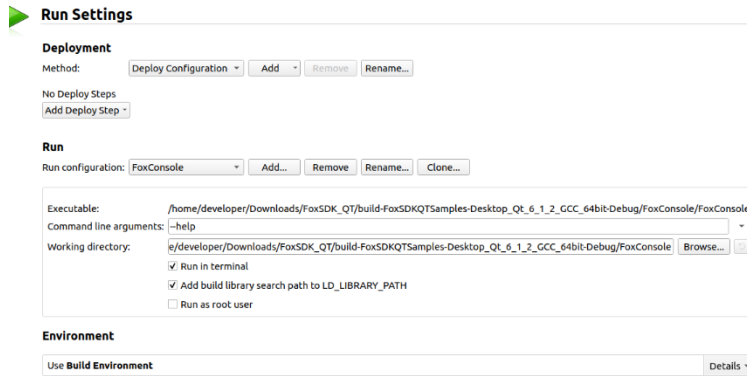 Run Settings
Deployment
Method: Deploy Configuration Add Remove Rename...
No Deploy Steps
Add Deploy Step
Run
Run configuration: FoxConsole Add... Remove Rename... Clone...
Executable: /home/developer/Downloads/FoxSDK_QT/build-FoxSDKQTSamples-Desktop_Qt_6_1_2_GCC_64bit-Debug/FoxConsole/FoxConsole
Command line arguments: --help
Working directory: e/developer/Downloads/FoxSDK_QT/build-FoxSDKQTSamples-Desktop_Qt_6_1_2_GCC_64bit-Debug/FoxConsole Browse...
Run in terminal
Add build library search path to LD_LIBRARY_PATH
Run as root user
Environment
Use Build Environment Details